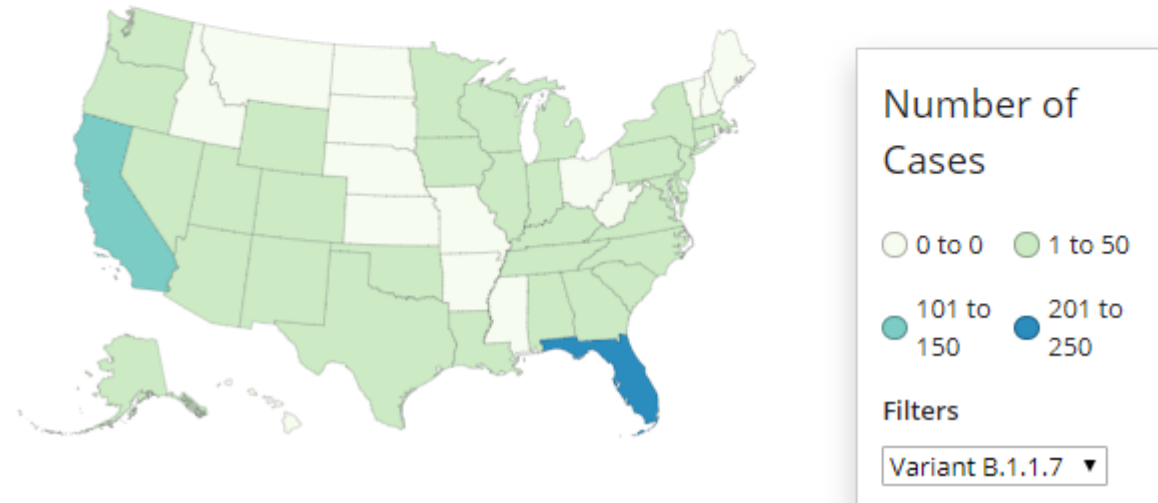 Number of
Cases
0 to 0 1 to 50
101 to 201 to
150 250
Filters
Variant B.1.1.7